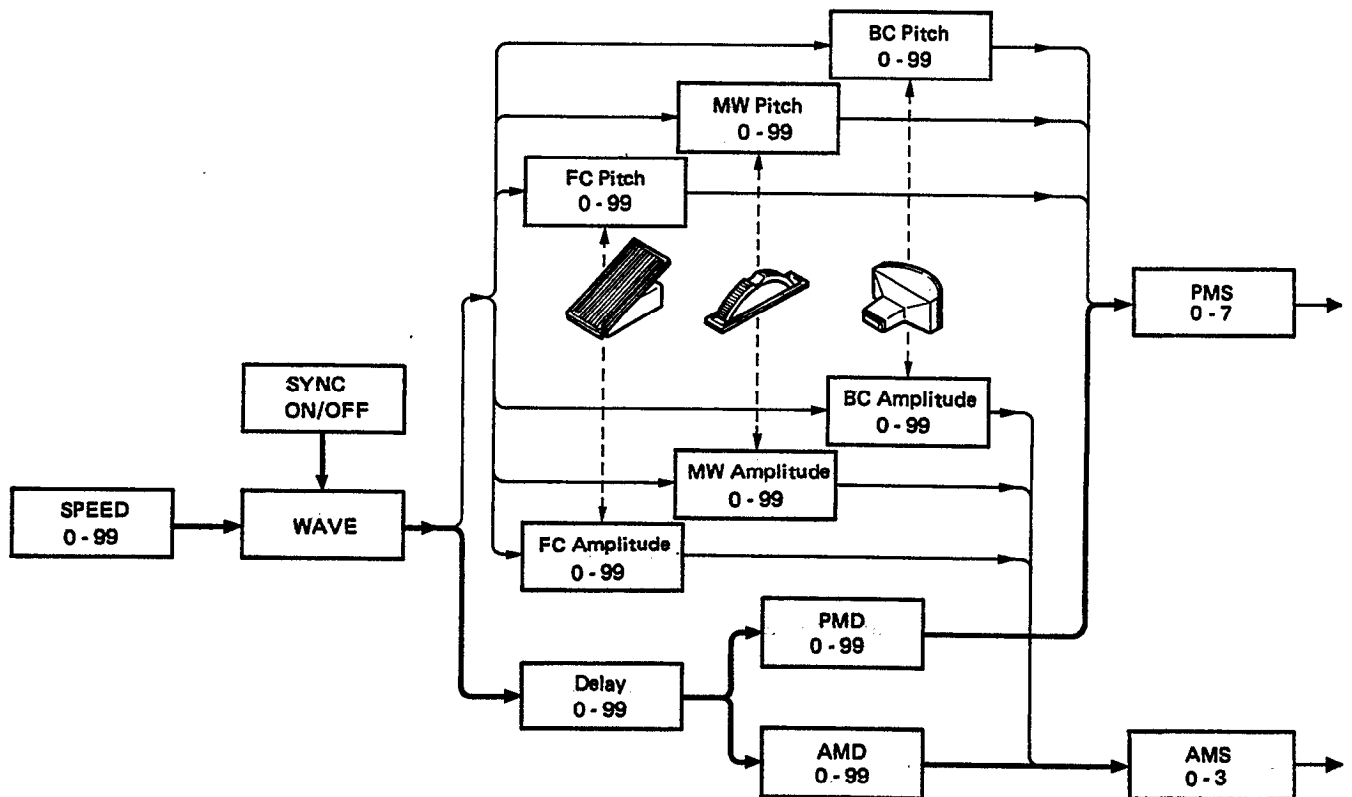 BC Pitch
0 - 99
MW Pitch
0 - 99
FC Pitch
0 - 99
PMS
0 - 7
SYNC
ON/OFF
BC Amplitude
0 - 99
MW Amplitude
0 - 99
SPEED
0 - 99
WAVE
FC Amplitude
0 - 99
PMD
0 - 99
Delay
0 - 99
AMD
0 - 99
AMS
0 - 3